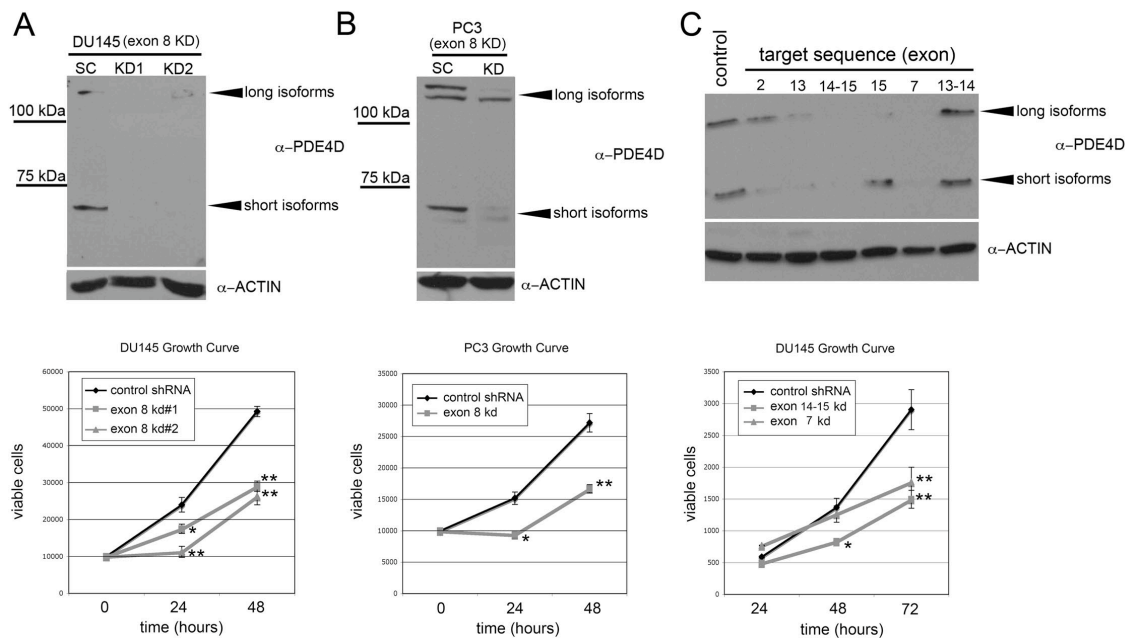 A
DU145 (exon 8 KD)
SC KD1 KD2
100 kDa
75 kDa
long isoforms
α–PDE4D
short isoforms
α–ACTIN
B
PC3
(exon 8 KD)
SC KD
100 kDa
75 kDa
long isoforms
α–PDE4D
short isoforms
α–ACTIN
C
control
target sequence (exon)
2 13 14-15 15 7 13-14
long isoforms
α–PDE4D
short isoforms
α–ACTIN
DU145 Growth Curve
control shRNA
exon 8 kd#1
exon 8 kd#2
viable cells
60000
50000
40000
30000
20000
10000
0
**
**
*
**
0 24 48
time (hours)
PC3 Growth Curve
control shRNA
exon 8 kd
viable cells
35000
30000
25000
20000
15000
10000
5000
0
**
*
0 24 48
time (hours)
DU145 Growth Curve
control shRNA
exon 14-15 kd
exon 7 kd
viable cells
3500
3000
2500
2000
1500
1000
500
0
**
**
*
24 48 72
time (hours)